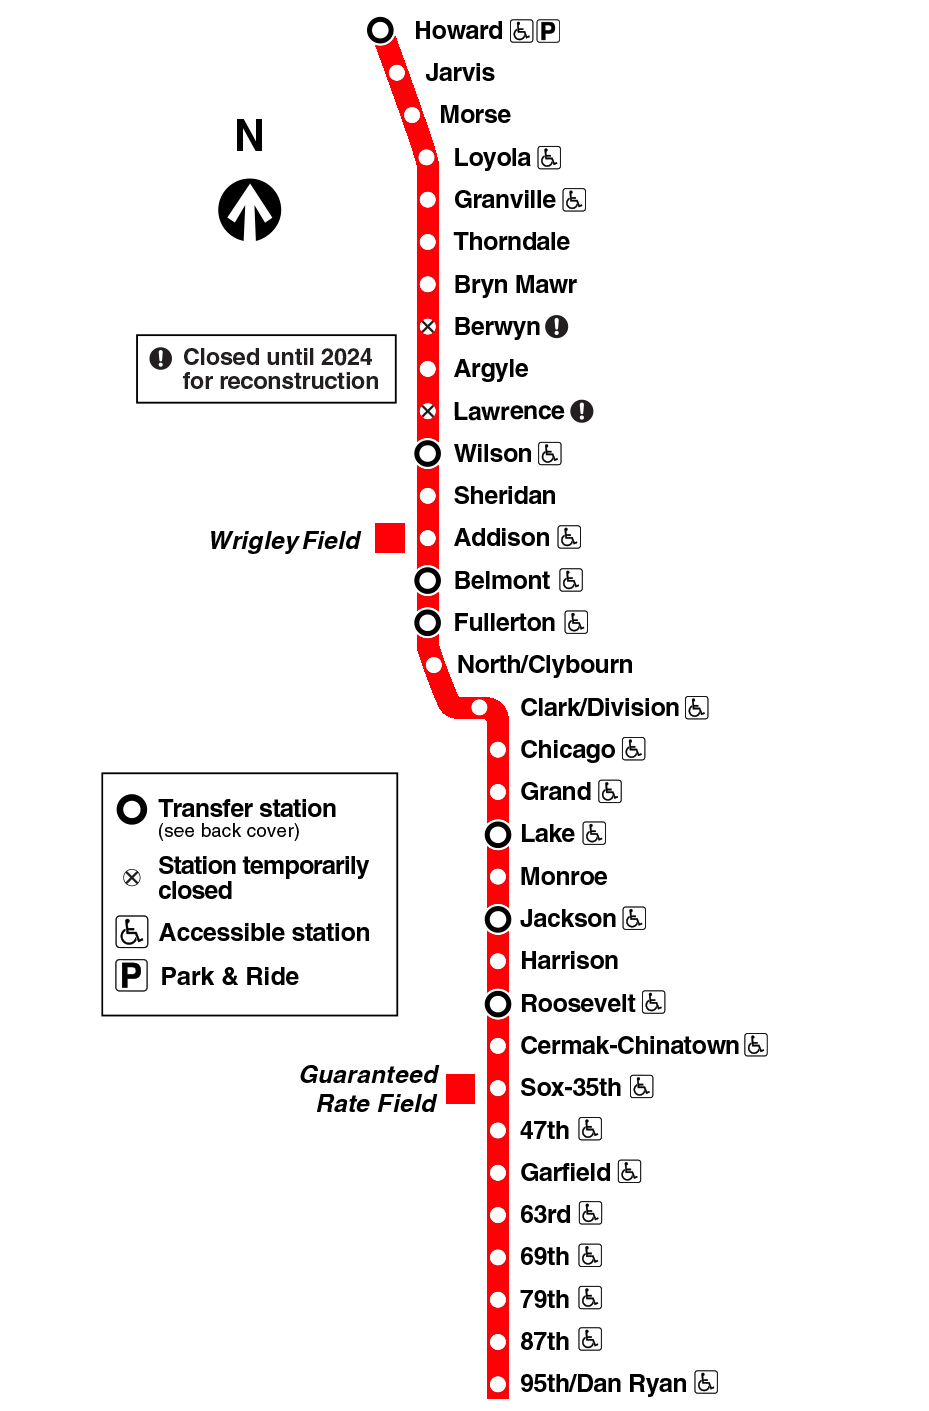 Howard P
Jarvis
Morse
N
Loyola
Granville
Thorndale
Bryn Mawr
Berwyn !
! Closed until 2024
for reconstruction
Argyle
Lawrence !
Wilson
Sheridan
Wrigley Field
Addison
Belmont
Fullerton
North/Clybourn
Clark/Division
Chicago
Grand
Lake
Monroe
Jackson
Harrison
Roosevelt
Transfer station
(see back cover)
Station temporarily
closed
Accessible station
P Park & Ride
Cermak-Chinatown
Guaranteed
Rate Field
Sox-35th
47th
Garfield
63rd
69th
79th
87th
95th/Dan Ryan